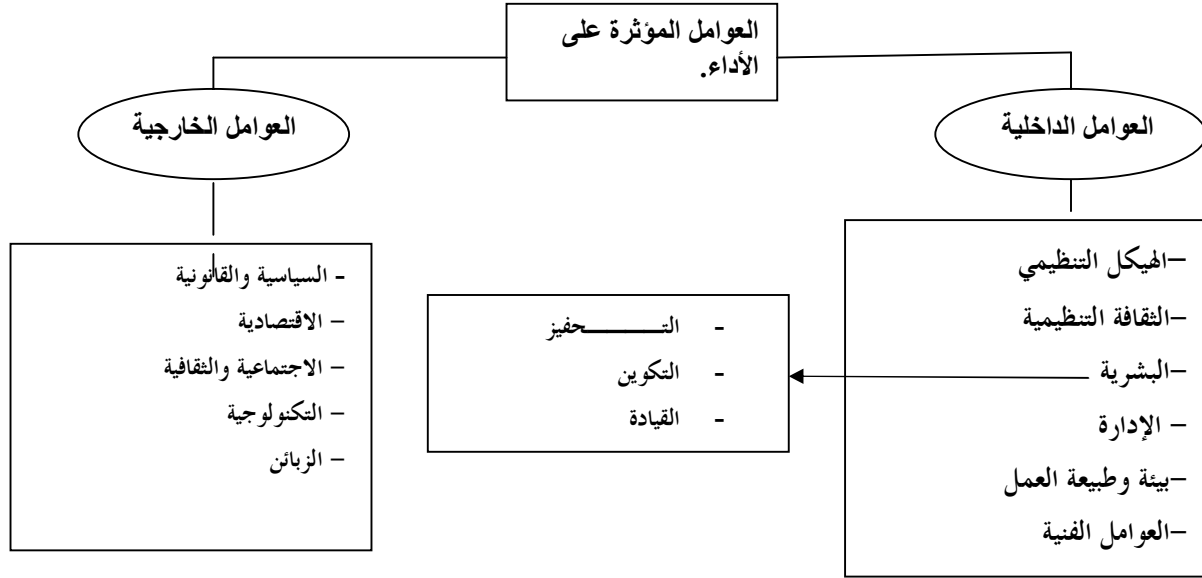 العوامل المؤثرة على
الأداء.
العوامل الداخلية
العوامل الخارجية
–الهيكل التنظيمي
–الثقافة التنظيمية
–البشرية
– الإدارة
–بيئة وطبيعة العمل
–العوامل الفنية
- التـــــــحفيز
- التكوين
- القيادة
- السياسية والقانونية
– الاقتصادية
– الاجتماعية والثقافية
– التكنولوجية
– الزبائن